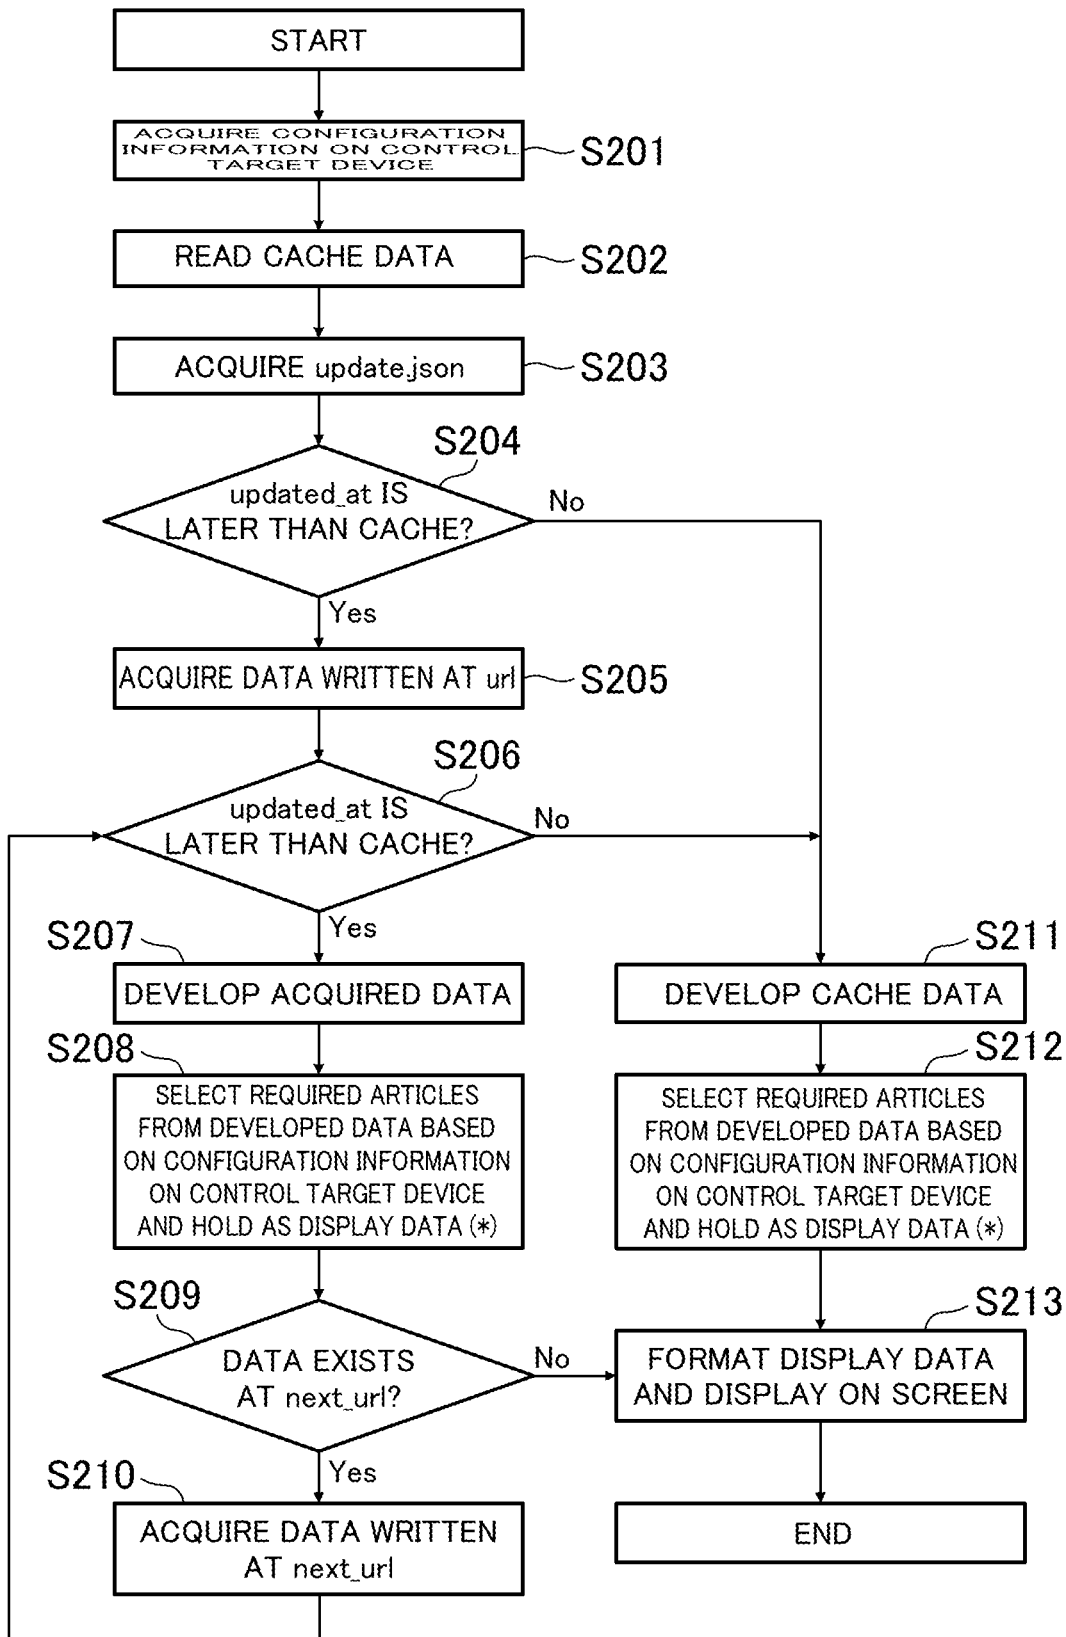 START
ACQUIRE CONFIGURATION
INFORMATION ON CONTROL
TARGET DEVICE
S201
READ CACHE DATA
S202
ACQUIRE update.json
S203
S204
updated_at IS
LATER THAN CACHE?
No
Yes
ACQUIRE DATA WRITTEN AT url
S205
S206
updated_at IS
LATER THAN CACHE?
No
Yes
S207
DEVELOP ACQUIRED DATA
S211
DEVELOP CACHE DATA
S208
SELECT REQUIRED ARTICLES
FROM DEVELOPED DATA BASED
ON CONFIGURATION INFORMATION
ON CONTROL TARGET DEVICE
AND HOLD AS DISPLAY DATA (*)
S212
SELECT REQUIRED ARTICLES
FROM DEVELOPED DATA BASED
ON CONFIGURATION INFORMATION
ON CONTROL TARGET DEVICE
AND HOLD AS DISPLAY DATA (*)
S209
DATA EXISTS
AT next_url?
No
Yes
S213
FORMAT DISPLAY DATA
AND DISPLAY ON SCREEN
S210
ACQUIRE DATA WRITTEN
AT next_url
END